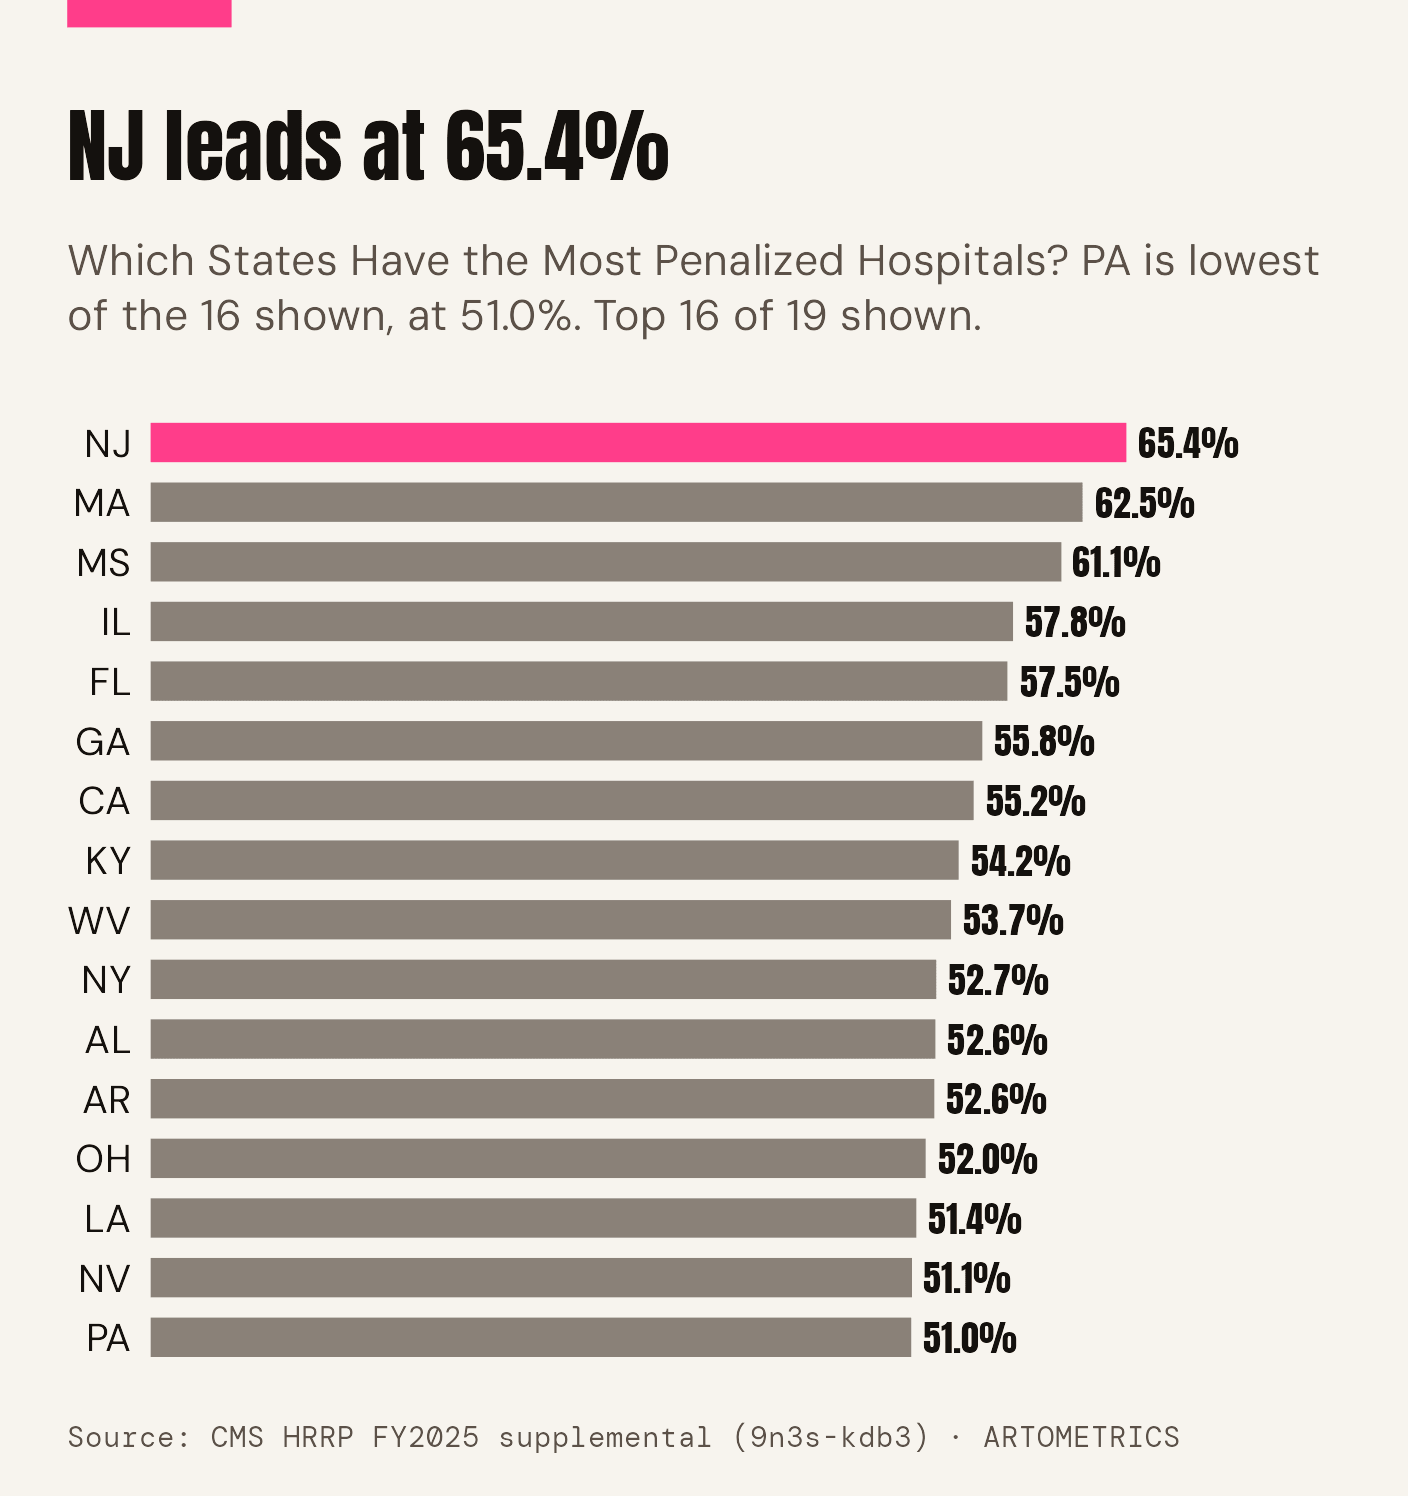 NJ leads at 65.4%
Which States Have the Most Penalized Hospitals? PA is lowest
of the 16 shown, at 51.0%. Top 16 of 19 shown.
NJ 65.4%
MA 62.5%
MS 61.1%
IL 57.8%
FL 57.5%
GA 55.8%
CA 55.2%
KY 54.2%
WV 53.7%
NY 52.7%
AL 52.6%
AR 52.6%
OH 52.0%
LA 51.4%
NV 51.1%
PA 51.0%
Source: CMS HRRP FY2025 supplemental (9n3s-kdb3) · ARTOMETRICS